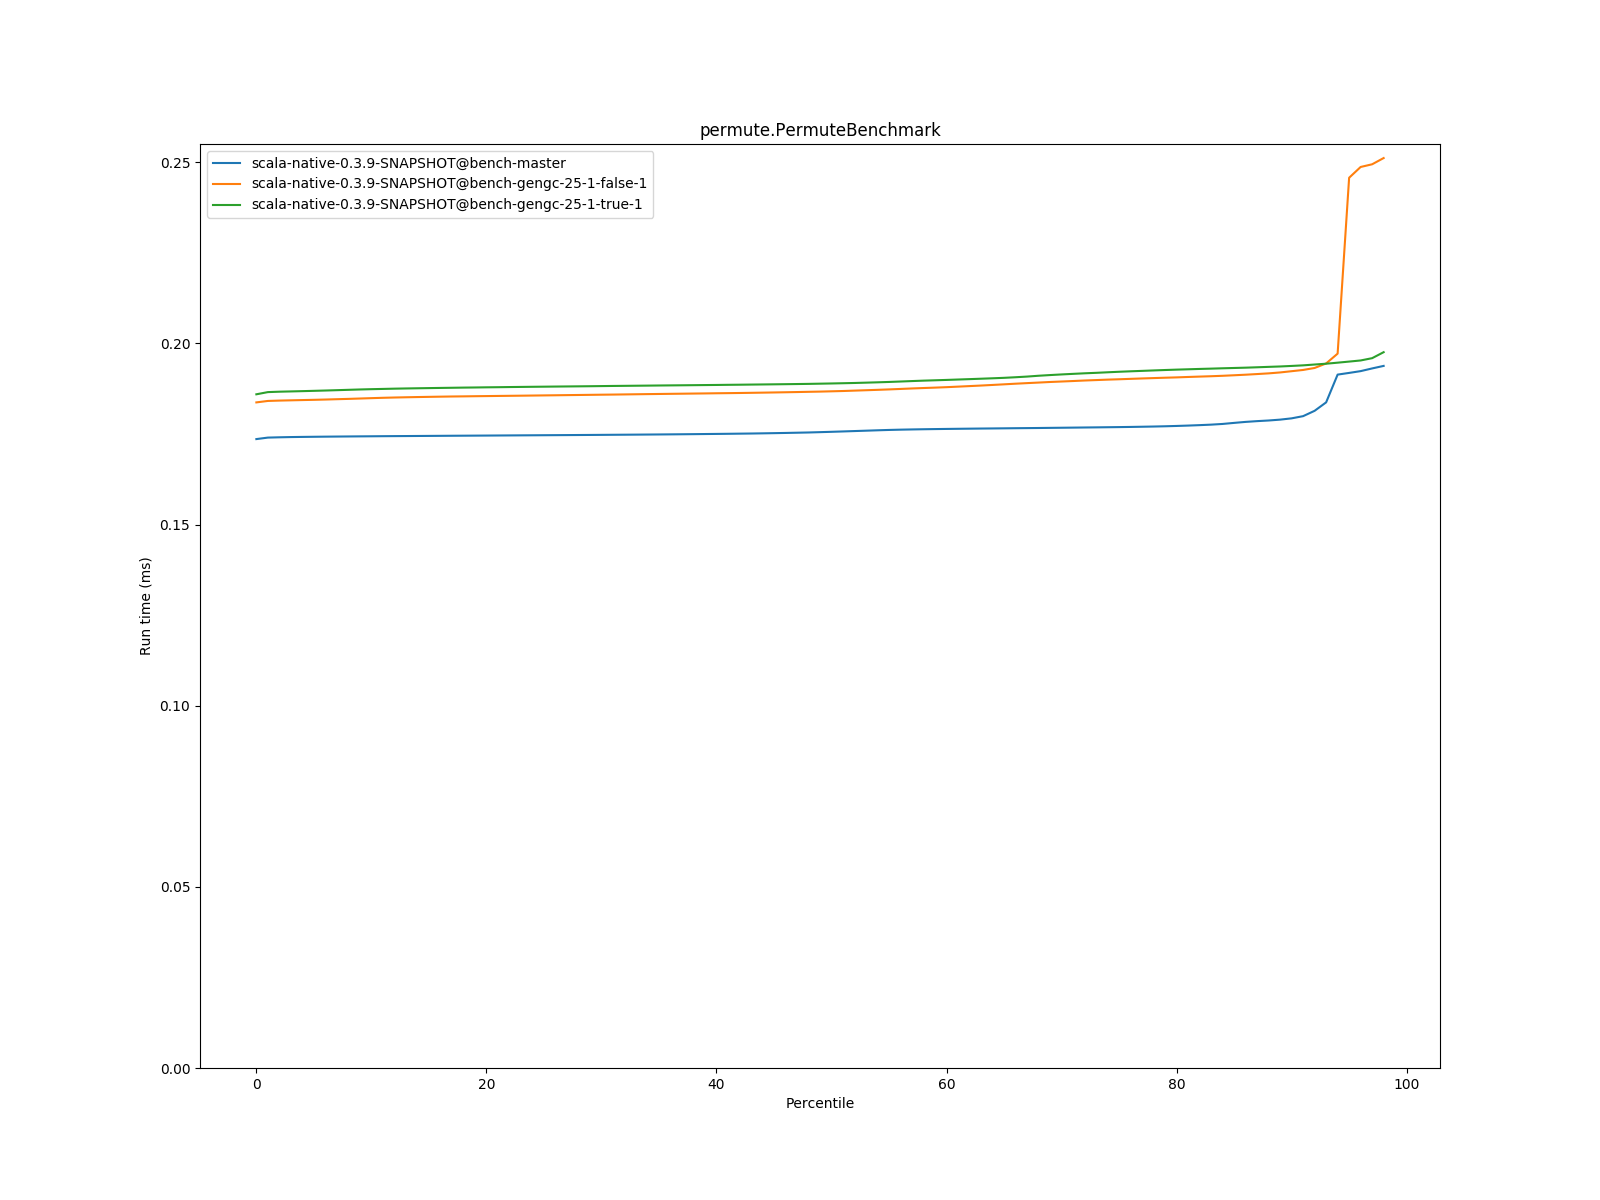 permute.PermuteBenchmark
scala-native-0.3.9-SNAPSHOT@bench-master
scala-native-0.3.9-SNAPSHOT@bench-gengc-25-1-false-1
scala-native-0.3.9-SNAPSHOT@bench-gengc-25-1-true-1
0.25
0.20
0.15
0.10
0.05
0.00
Run time (ms)
0 20 40 60 80 100
Percentile